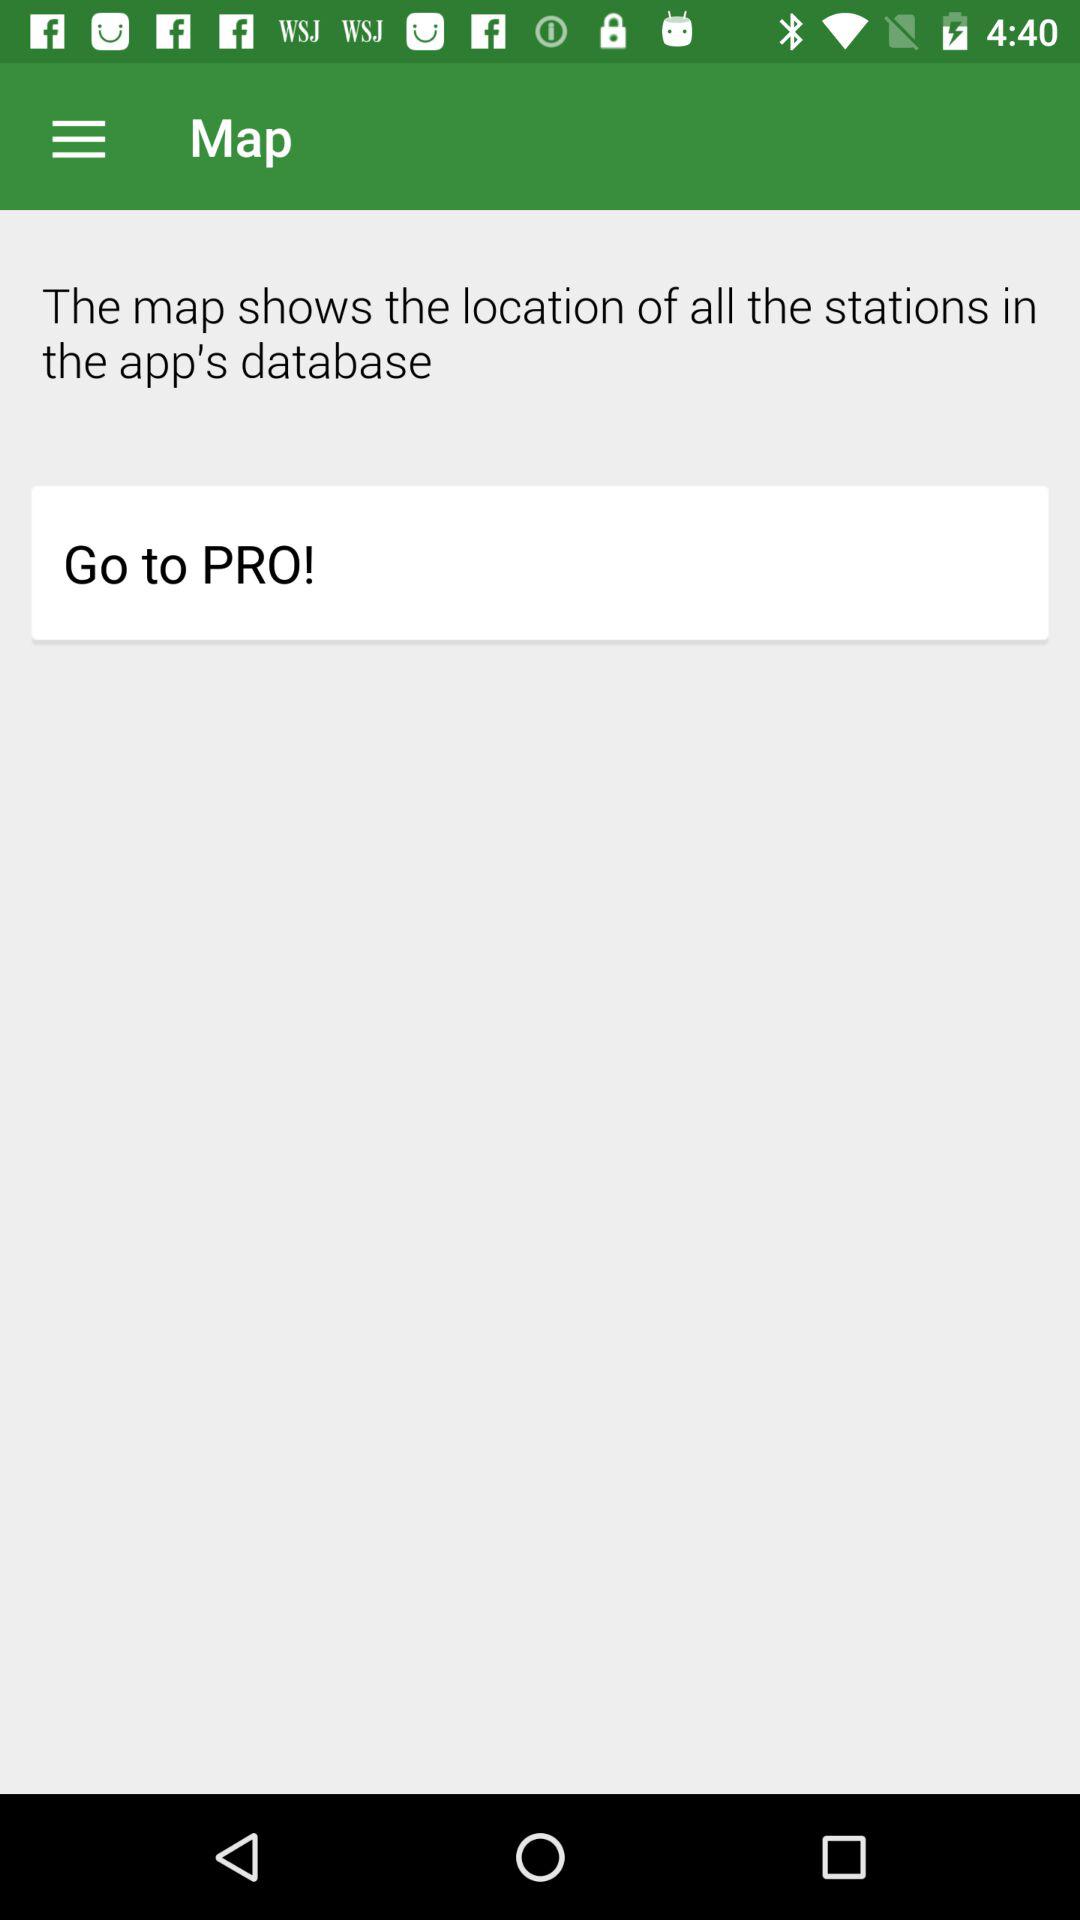 WSJ WSJ 4:40
Map
The map shows the location of all the stations in
the app's database
Go to PRO!